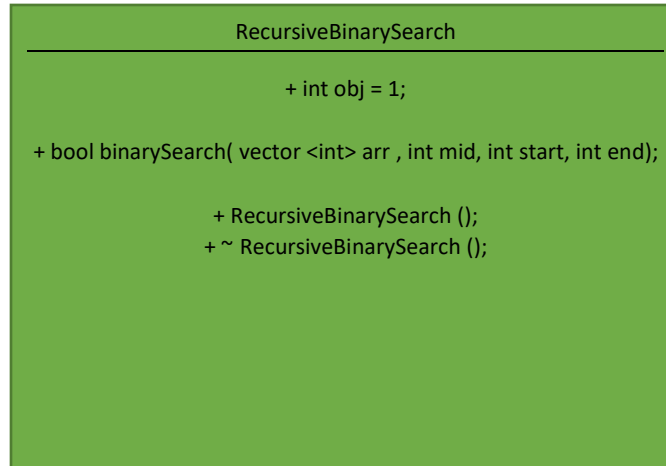 RecursiveBinarySearch
+ int obj = 1;
+ bool binarySearch( vector <int> arr , int mid, int start, int end);
+ RecursiveBinarySearch ();
+ ~ RecursiveBinarySearch ();